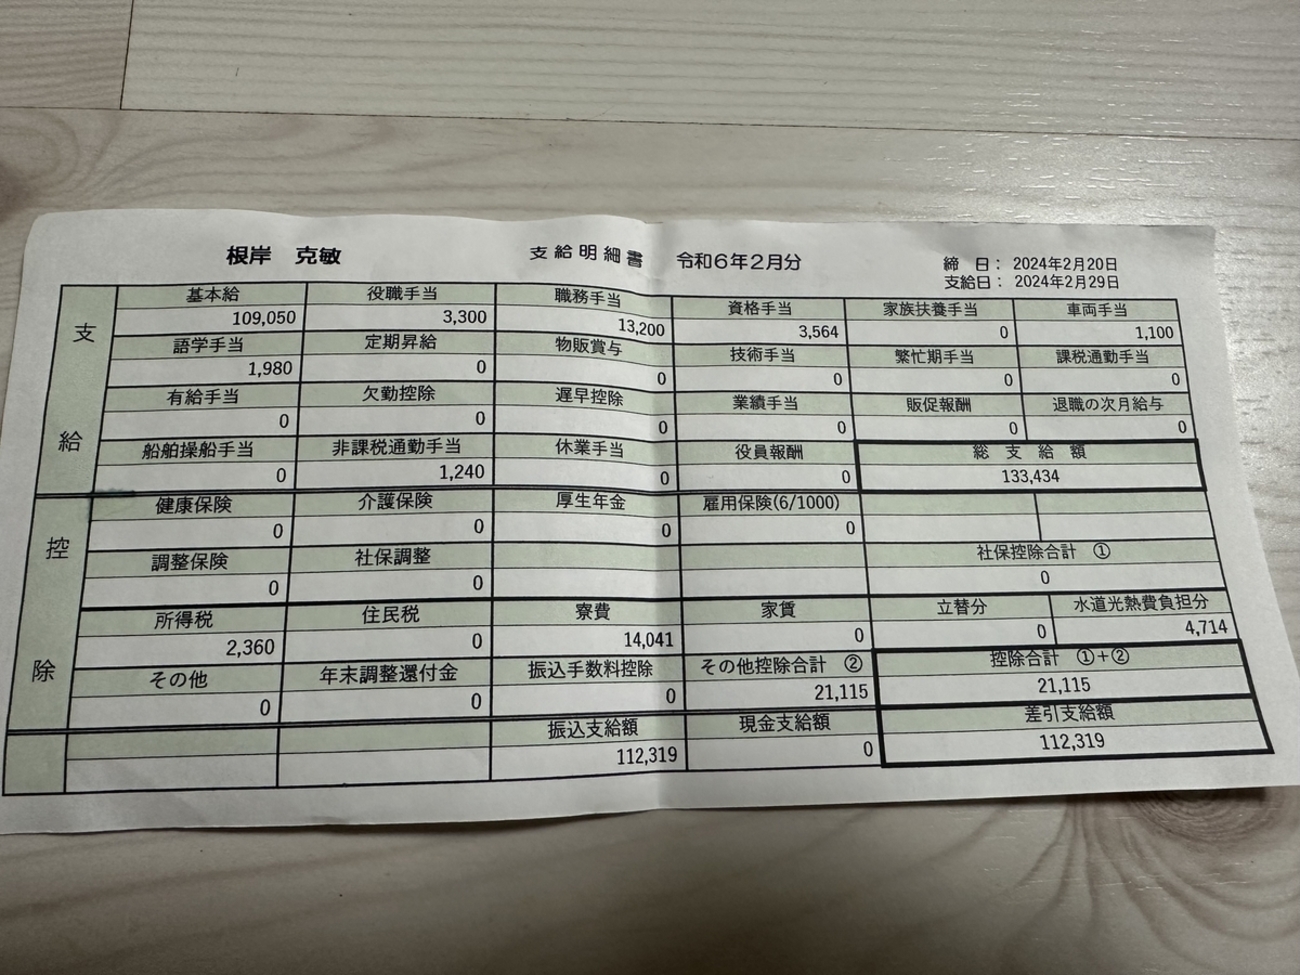 根岸　克敏　支給明細書　令和6年2月分　締　日： 2024年2月20日
支給日： 2024年2月29日
支給
基本給　役職手当　職務手当　資格手当　家族扶養手当　車両手当
109,050　3,300　13,200　3,564　0　1,100
語学手当　定期昇給　物販賞与　技術手当　繁忙期手当　課税通勤手当
1,980　0　0　0　0　0
有給手当　欠勤控除　遅早控除　業績手当　販促報酬　退職の次月給与
0　0　0　0　0　0
船舶操船手当　非課税通勤手当　休業手当　役員報酬　総支給額
0　1,240　0　0　133,434
控除
健康保険　介護保険　厚生年金　雇用保険(6/1000)
0　0　0　0
調整保険　社保調整　社保控除合計　①
0　0　0
所得税　住民税　寮費　家賃　立替分　水道光熱費負担分
2,360　0　14,041　0　0　4,714
その他　年末調整還付金　振込手数料控除　その他控除合計　②　控除合計　①+②
0　0　0　21,115　21,115
振込支給額　現金支給額　差引支給額
112,319　0　112,319